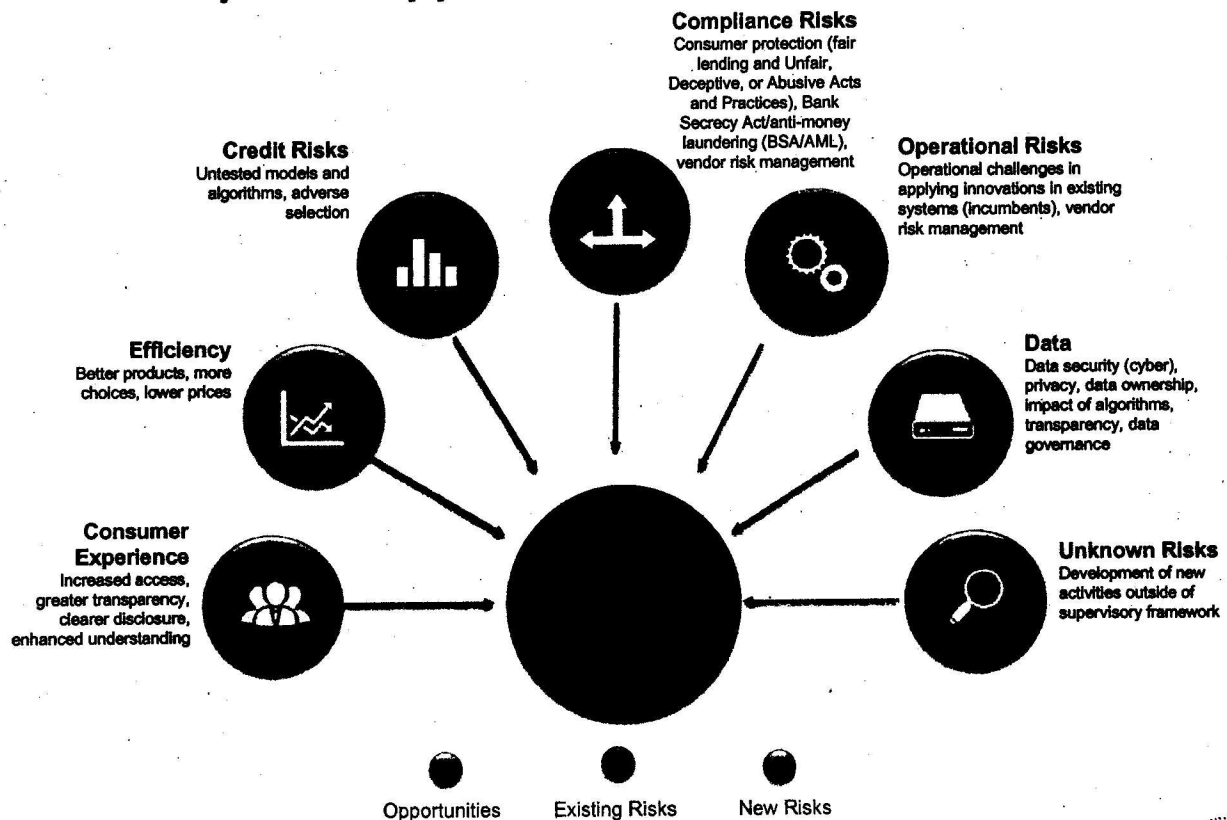 Compliance Risks
Consumer protection (fair
lending and Unfair,
Deceptive, or Abusive Acts
and Practices), Bank
Secrecy Act/anti-money
laundering (BSA/AML),
vendor risk management
Credit Risks
Untested models and
algorithms, adverse
selection
Operational Risks
Operational challenges in
applying innovations in existing
systems (incumbents), vendor
risk management
Efficiency
Better products, more
choices, lower prices
Data
Data security (cyber),
privacy, data ownership,
impact of algorithms,
transparency, data
governance
Consumer
Experience
Increased access,
greater transparency,
clearer disclosure,
enhanced understanding
Unknown Risks
Development of new
activities outside of
supervisory framework
Opportunities
Existing Risks
New Risks